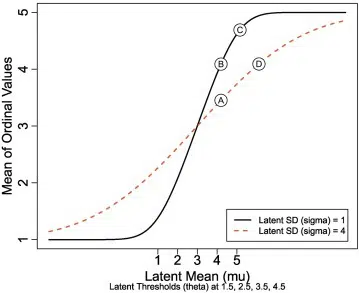 Mean of Ordinal Values
5
4
3
2
1
C
B
D
A
Latent SD (sigma) = 1
Latent SD (sigma) = 4
1 2 3 4 5
Latent Mean (mu)
Latent Thresholds (theta) at 1.5, 2.5, 3.5, 4.5